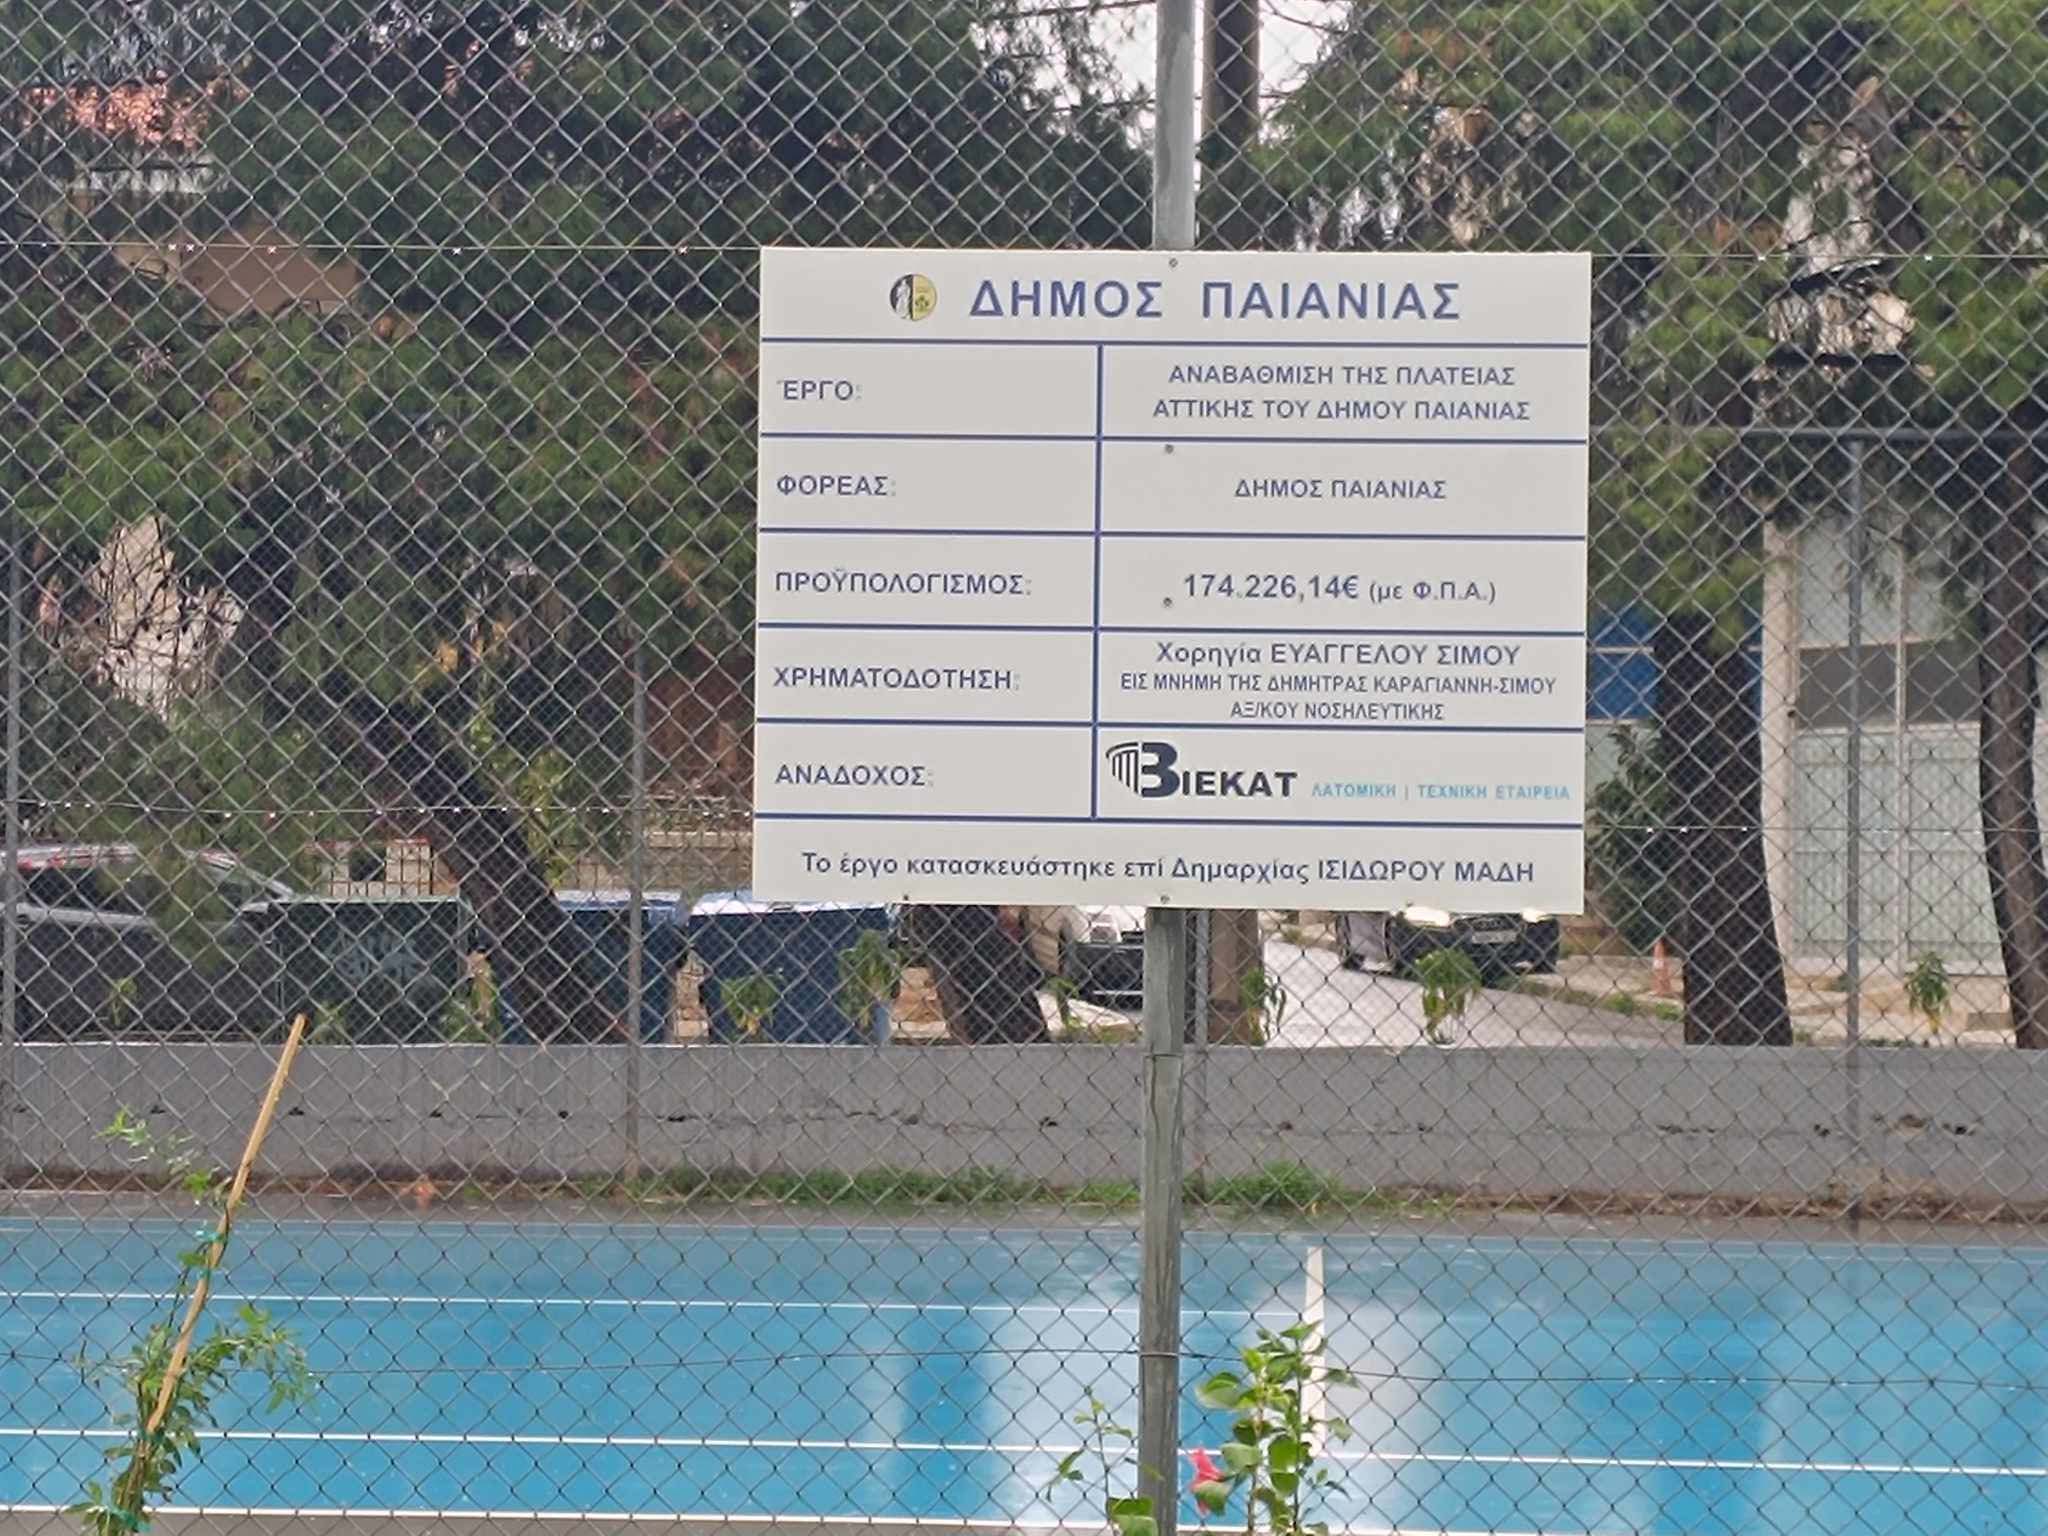 ΔΗΜΟΣ ΠΑΙΑΝΙΑΣ
ΈΡΓΟ:
ΑΝΑΒΑΘΜΙΣΗ ΤΗΣ ΠΛΑΤΕΙΑΣ
ΑΤΤΙΚΗΣ ΤΟΥ ΔΗΜΟΥ ΠΑΙΑΝΙΑΣ
ΦΟΡΕΑΣ:
ΔΗΜΟΣ ΠΑΙΑΝΙΑΣ
ΠΡΟΫΠΟΛΟΓΙΣΜΟΣ:
174.226,14€ (με Φ.Π.Α.)
ΧΡΗΜΑΤΟΔΟΤΗΣΗ:
Χορηγία ΕΥΑΓΓΕΛΟΥ ΣΙΜΟΥ
ΕΙΣ ΜΝΗΜΗ ΤΗΣ ΔΗΜΗΤΡΑΣ ΚΑΡΑΓΙΑΝΝΗ-ΣΙΜΟΥ
ΑΞ/ΚΟΥ ΝΟΣΗΛΕΥΤΙΚΗΣ
ΑΝΑΔΟΧΟΣ:
ΒΙΕΚΑΤ ΛΑΤΟΜΙΚΗ | ΤΕΧΝΙΚΗ ΕΤΑΙΡΕΙΑ
Το έργο κατασκευάστηκε επί Δημαρχίας ΙΣΙΔΩΡΟΥ ΜΑΔΗ